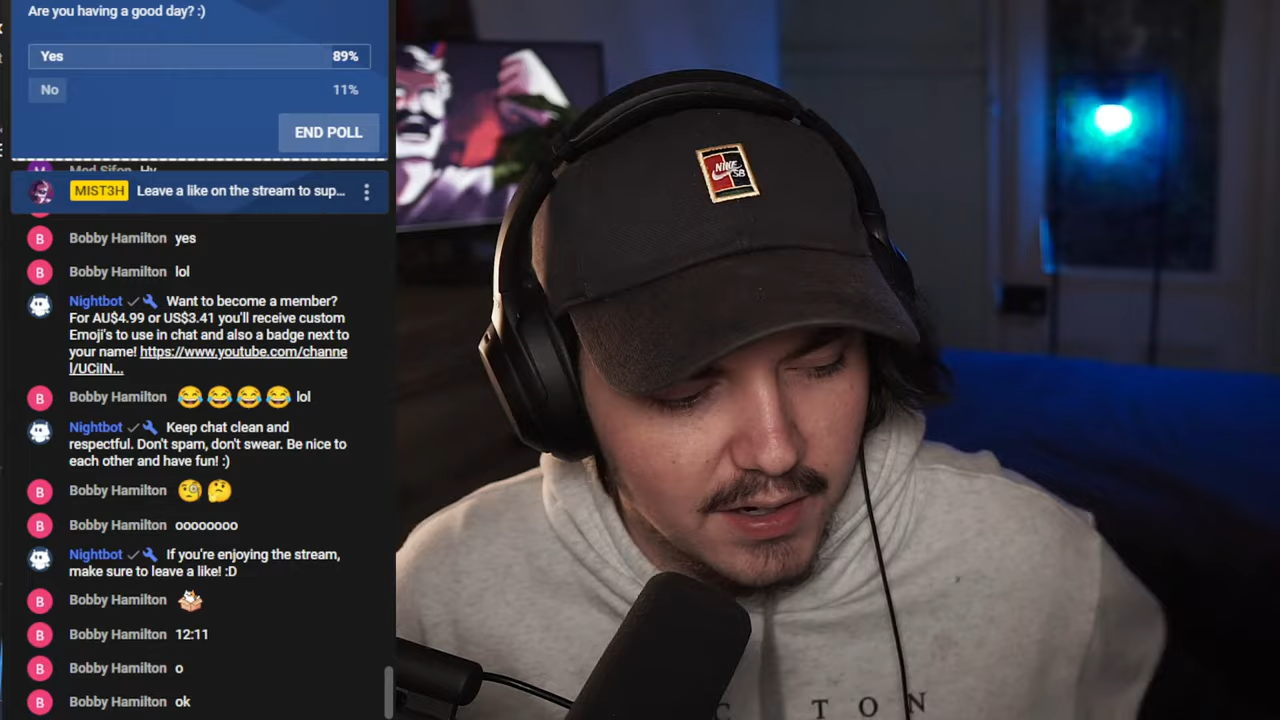 Are you having a good day? :)
Yes 89%
No 11%
END POLL
MIST3H Leave a like on the stream to sup...
Bobby Hamilton yes
Bobby Hamilton lol
Nightbot Want to become a member?
For AU$4.99 or US$3.41 you'll receive custom
Emoji's to use in chat and also a badge next to
your name! https://www.youtube.com/channe
l/UCilN...
Bobby Hamilton 😂😂😂😂 lol
Nightbot Keep chat clean and
respectful. Don't spam, don't swear. Be nice to
each other and have fun! :)
Bobby Hamilton 🧐🤔
Bobby Hamilton oooooooo
Nightbot If you're enjoying the stream,
make sure to leave a like! :D
Bobby Hamilton
Bobby Hamilton 12:11
Bobby Hamilton o
Bobby Hamilton ok
NIKE
SB
C T O N